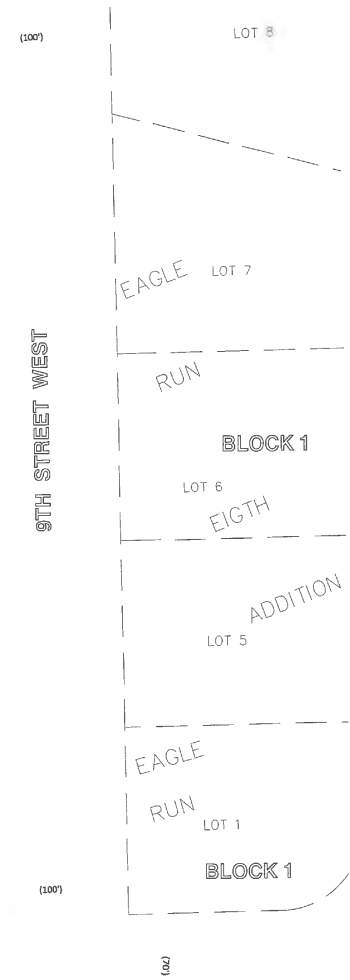 (100')
LOT 8
EAGLE
LOT 7
RUN
9TH STREET WEST
BLOCK 1
LOT 6
EIGTH
ADDITION
LOT 5
EAGLE
RUN
LOT 1
BLOCK 1
(100')
(70')